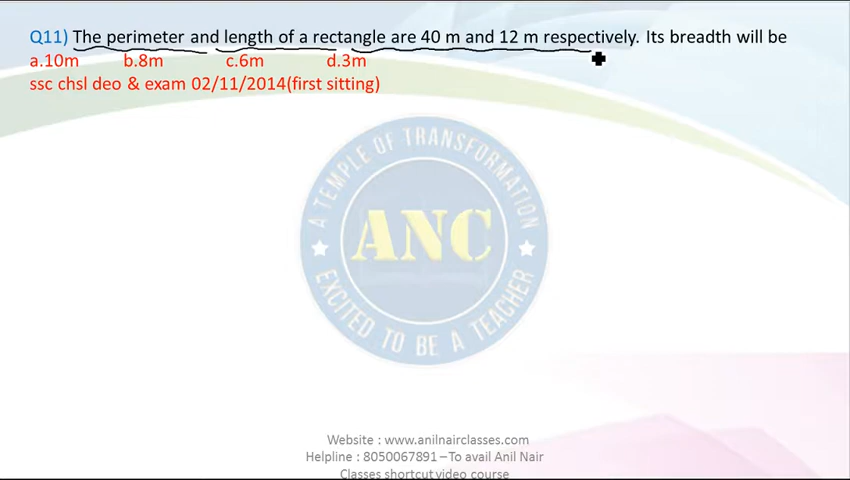 Q11) The perimeter and length of a rectangle are 40 m and 12 m respectively. Its breadth will be
a.10m b.8m c.6m d.3m
ssc chsl deo & exam 02/11/2014(first sitting)
A TEMPLE OF TRANSFORMATION
ANC
EXCITED TO BE A TEACHER
Website : www.anilnairclasses.com
Helpline : 8050067891 – To avail Anil Nair
Classes shortcut video course